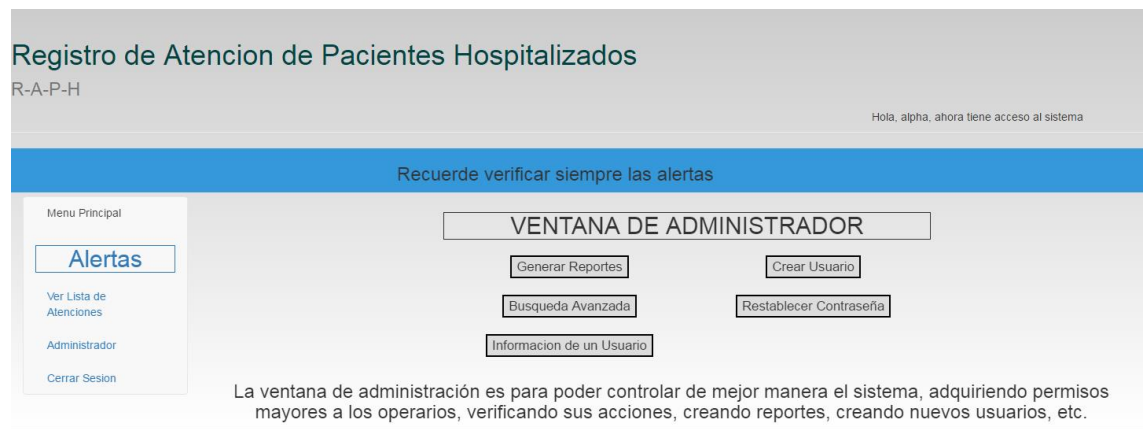 Registro de Atencion de Pacientes Hospitalizados
R-A-P-H
Hola, alpha, ahora tiene acceso al sistema
Recuerde verificar siempre las alertas
Menu Principal
Alertas
Ver Lista de
Atenciones
Administrador
Cerrar Sesion
VENTANA DE ADMINISTRADOR
Generar Reportes
Crear Usuario
Busqueda Avanzada
Restablecer Contraseña
Informacion de un Usuario
La ventana de administración es para poder controlar de mejor manera el sistema, adquiriendo permisos
mayores a los operarios, verificando sus acciones, creando reportes, creando nuevos usuarios, etc.